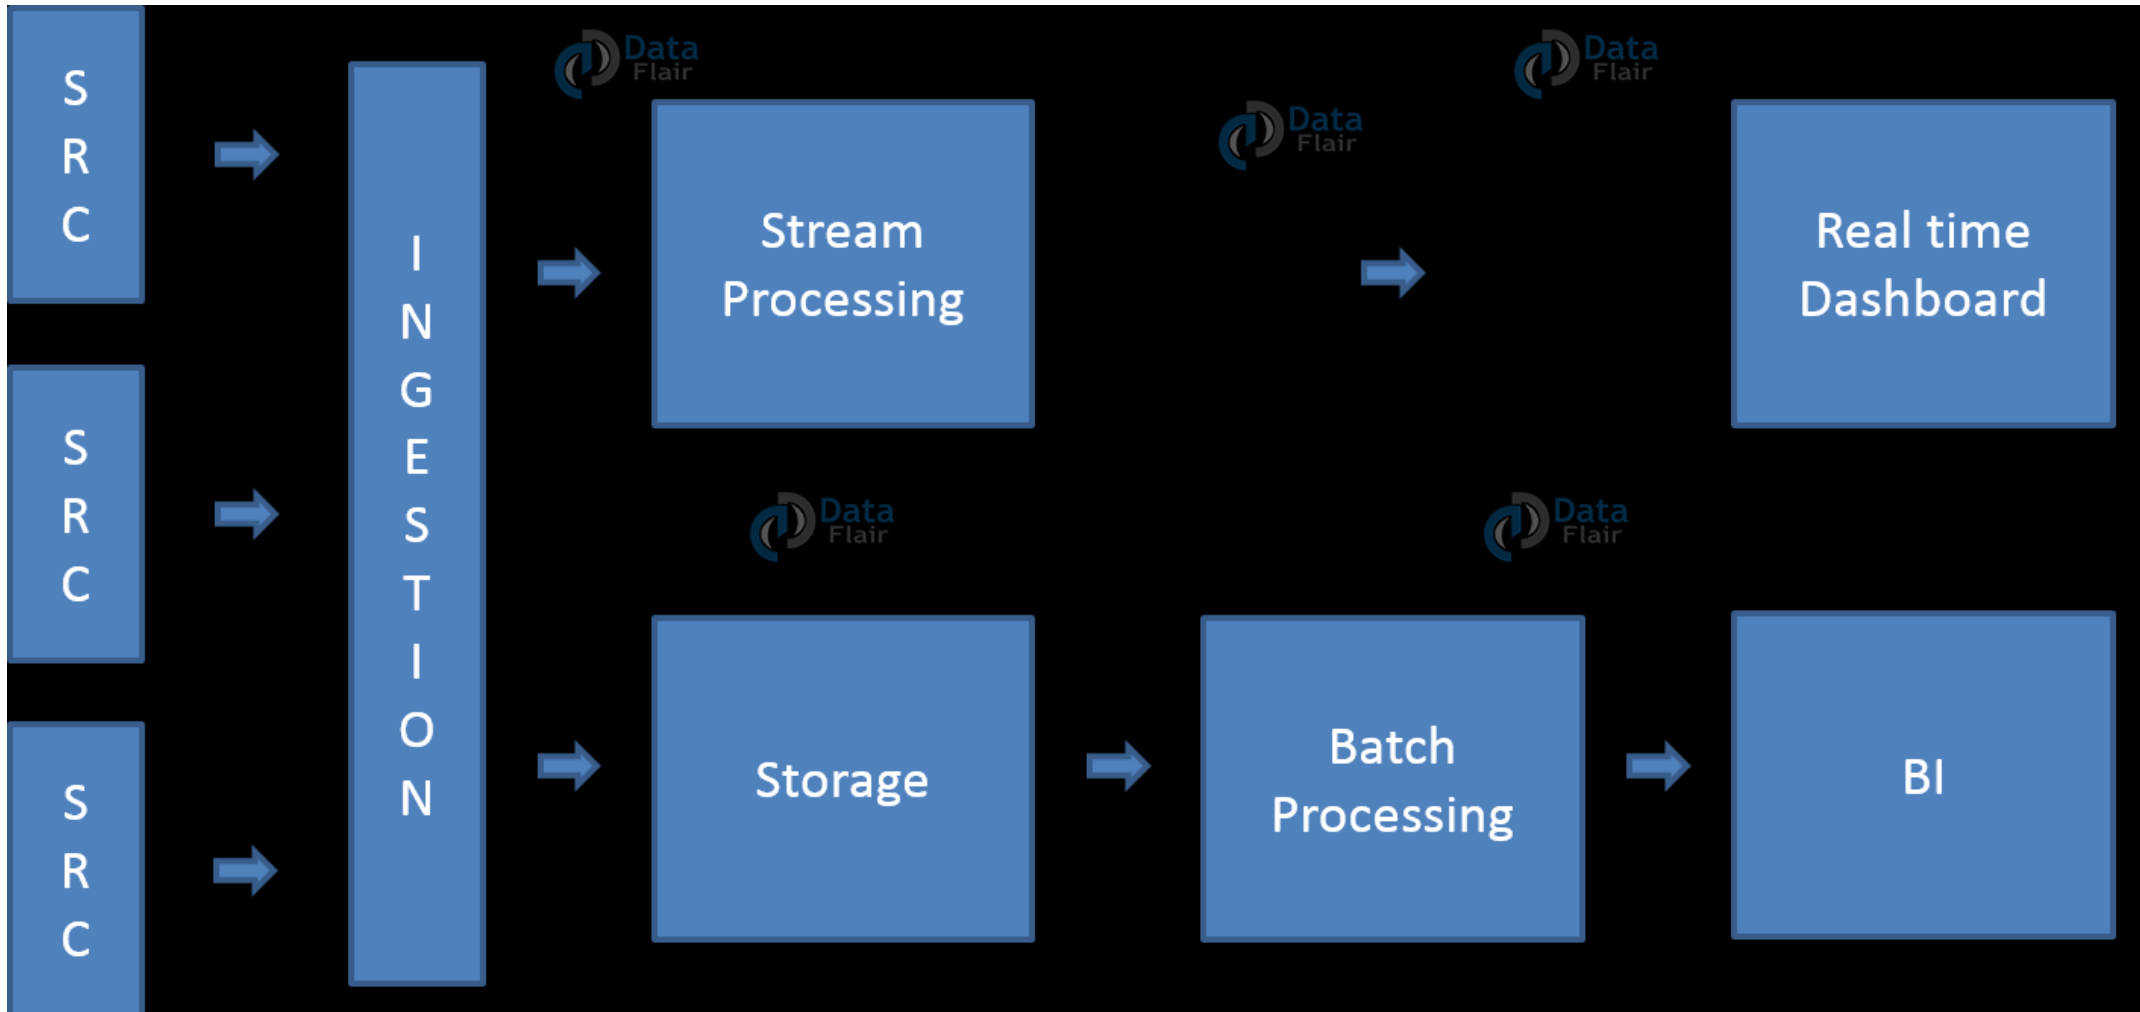 S
R
C
S
R
C
S
R
C
I
N
G
E
S
T
I
O
N
Data
Flair
Stream
Processing
Data
Flair
Data
Flair
Real time
Dashboard
Data
Flair
Storage
Batch
Processing
Data
Flair
BI